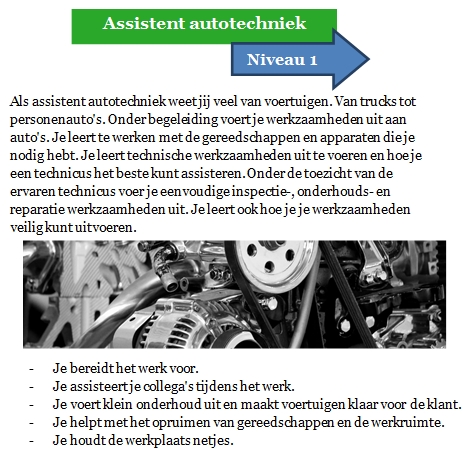 Assistent autotechniek
Niveau 1
Als assistent autotechniek weet jij veel van voertuigen. Van trucks tot
personenauto's. Onder begeleiding voert je werkzaamheden uit aan
auto's. Je leert te werken met de gereedschappen en apparaten die je
nodig hebt. Je leert technische werkzaamheden uit te voeren en hoe je
een technicus het beste kunt assisteren. Onder de toezicht van de
ervaren technicus voer je eenvoudige inspectie-, onderhouds- en
reparatie werkzaamheden uit. Je leert ook hoe je je werkzaamheden
veilig kunt uitvoeren.
- Je bereidt het werk voor.
- Je assisteert je collega's tijdens het werk.
- Je voert klein onderhoud uit en maakt voertuigen klaar voor de klant.
- Je helpt met het opruimen van gereedschappen en de werkruimte.
- Je houdt de werkplaats netjes.